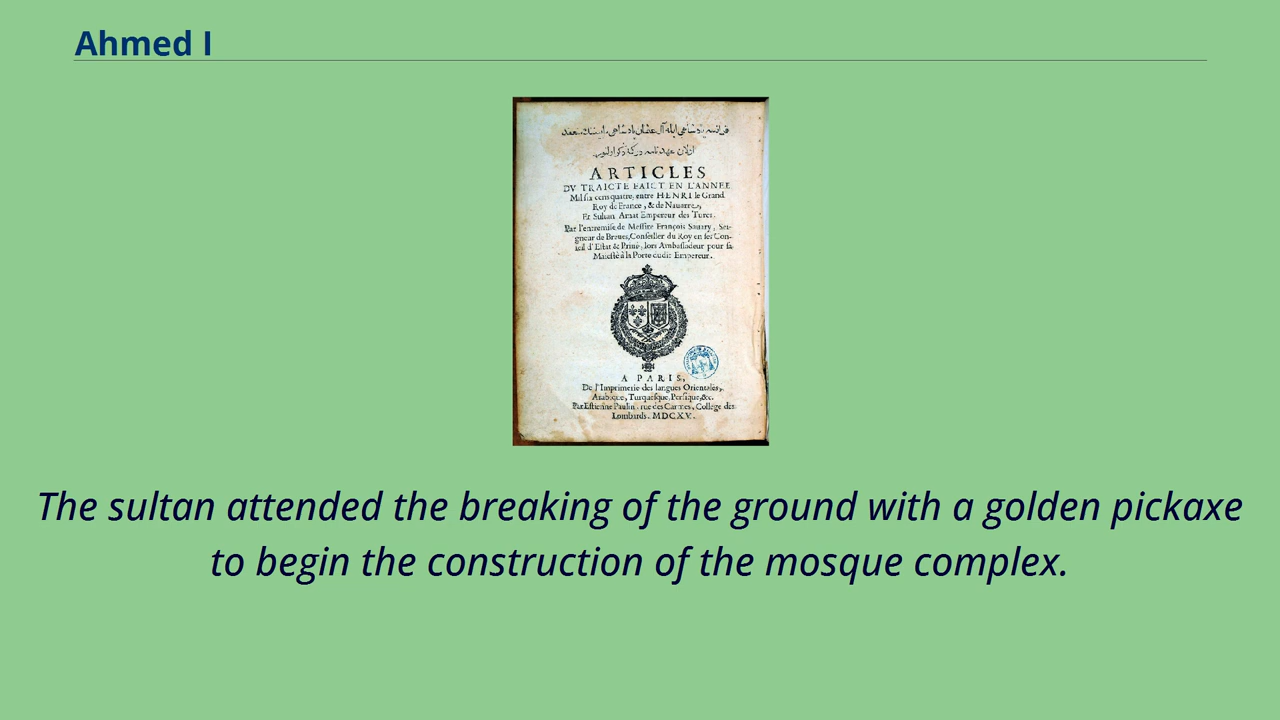 Ahmed I
ARTICLES
DV TRAICTE FAICT EN L'ANNEE
Mil six cens quatre, entre HENRI le Grand
Roy de France, & de Nauarre,
Et Sultan Amat Empereur des Turcs.
Par l'entremise de Messire François Sauary, Sei-
gneur de Breues, Conseiller du Roy en ses Con-
seil d'Estat & Priué, lors Ambassadeur pour sa
Maiesté à la Porte dudit Empereur.
A PARIS,
De l'Imprimerie des langues Orientales,
Arabique, Turquesque, Persique, &c.
Par Estienne Paulin, rue des Carmes, College des
Lombards. MDCXV.
The sultan attended the breaking of the ground with a golden pickaxe
to begin the construction of the mosque complex.